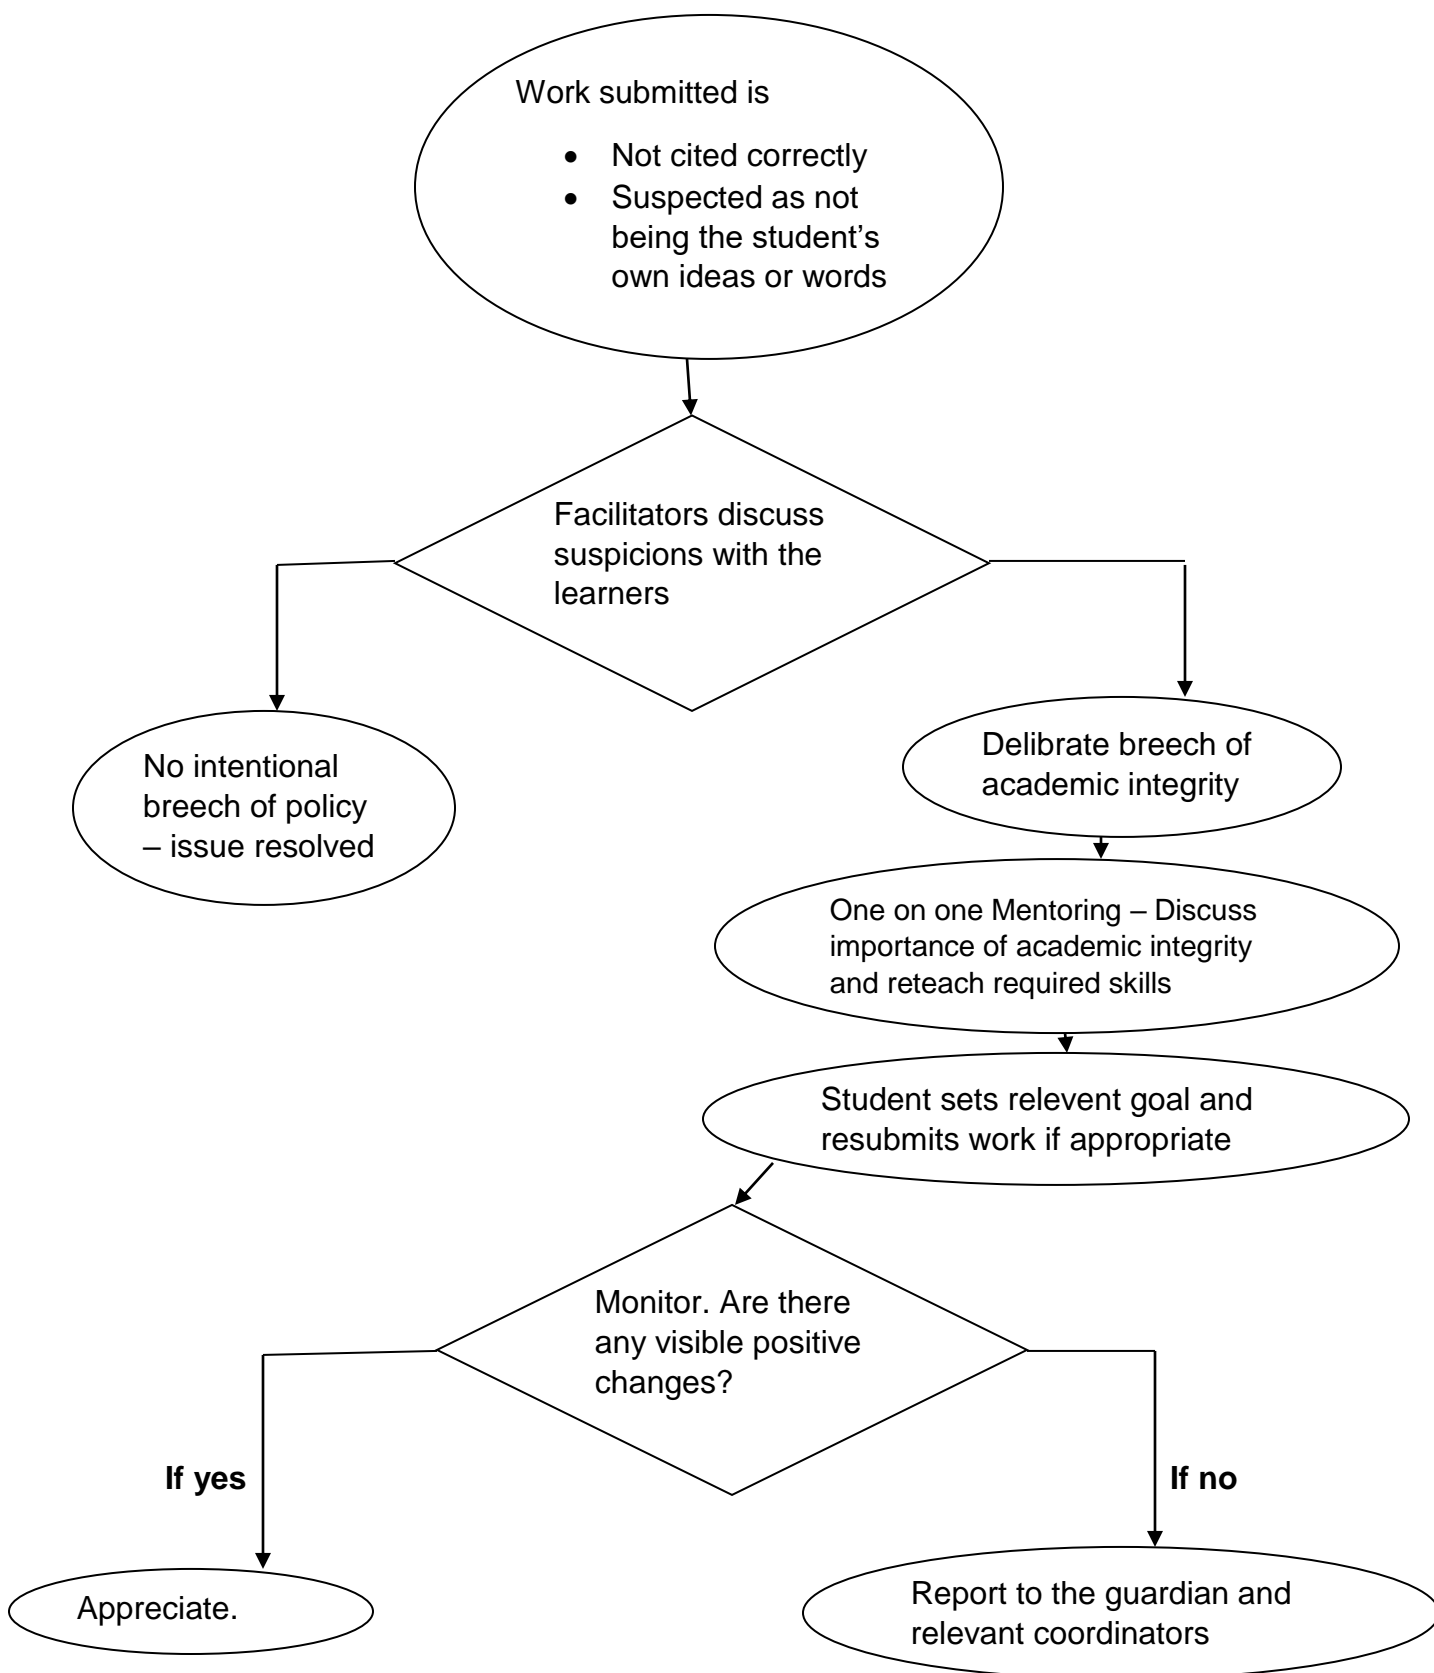 Work submitted is
• Not cited correctly
• Suspected as not
being the student’s
own ideas or words
Facilitators discuss
suspicions with the
learners
No intentional
breech of policy
– issue resolved
Delibrate breech of
academic integrity
One on one Mentoring – Discuss
importance of academic integrity
and reteach required skills
Student sets relevent goal and
resubmits work if appropriate
Monitor. Are there
any visible positive
changes?
If yes
If no
Appreciate.
Report to the guardian and
relevant coordinators